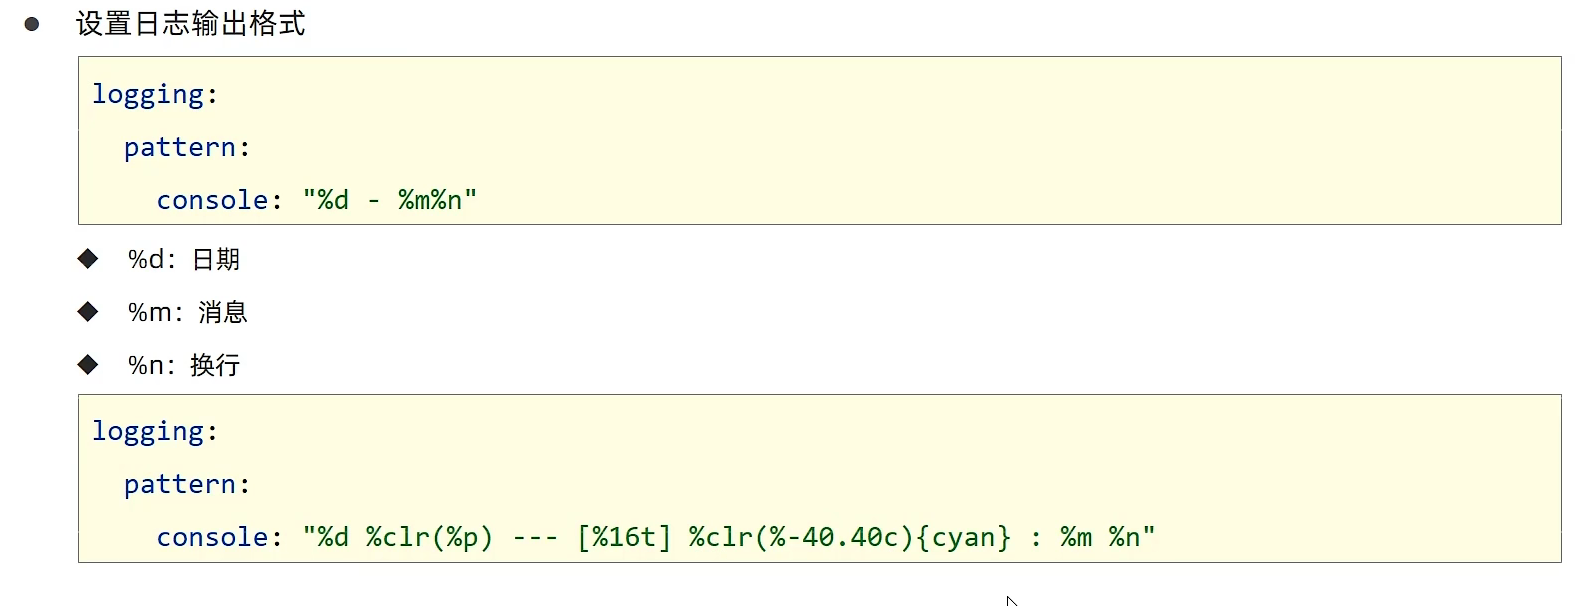 ● 设置日志输出格式
logging:
  pattern:
    console: "%d - %m%n"
◆ %d：日期
◆ %m：消息
◆ %n：换行
logging:
  pattern:
    console: "%d %clr(%p) --- [%16t] %clr(%-40.40c){cyan} : %m %n"